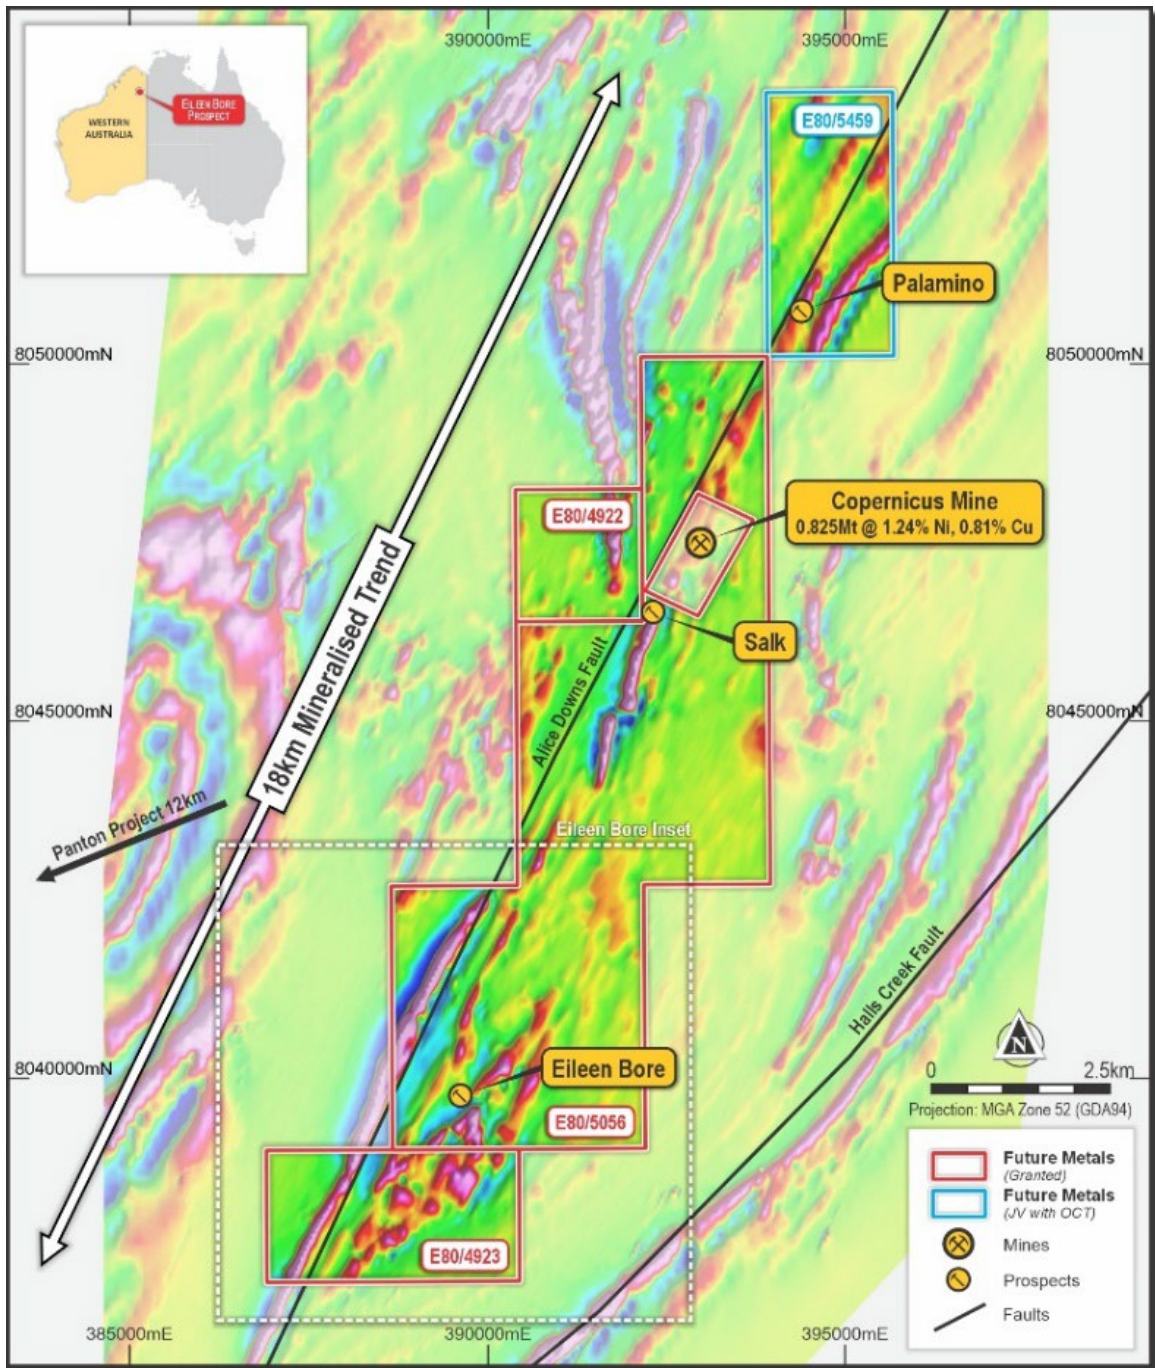 390000mE
395000mE
EILEEN BORE
PROSPECT
WESTERN
AUSTRALIA
E80/5459
Palamino
8050000mN
8050000mN
E80/4922
Copernicus Mine
0.825Mt @ 1.24% Ni, 0.81% Cu
Salk
18km Mineralised Trend
Alice Downs Fault
8045000mN
8045000mN
Panton Project 12km
Eileen Bore Inset
Halls Creek Fault
N
8040000mN
0
2.5km
Projection: MGA Zone 52 (GDA94)
Eileen Bore
E80/5056
E80/4923
Future Metals
(Granted)
Future Metals
(JV with OCT)
Mines
Prospects
Faults
385000mE
390000mE
395000mE